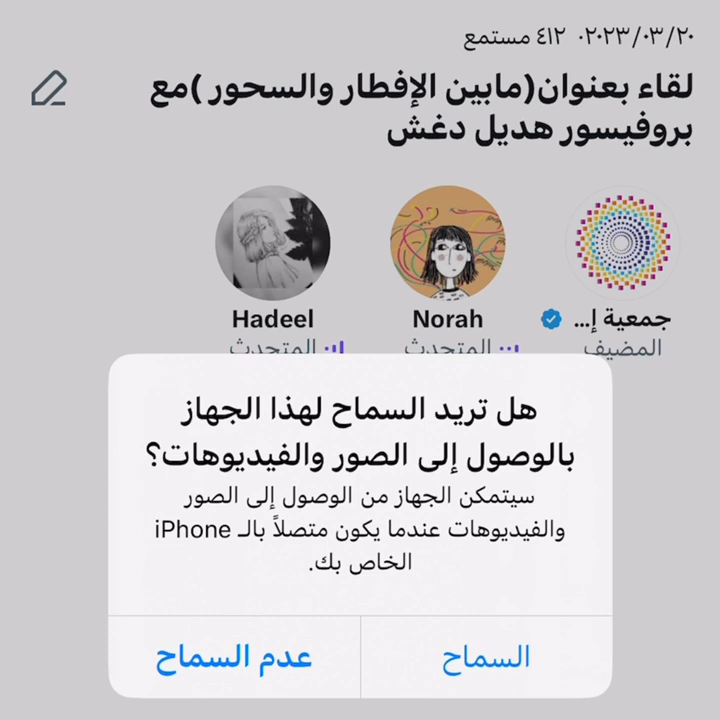 ٢٠٢٣/٠٣/٢٠ ٤١٢ مستمع
لقاء بعنوان(مابين الإفطار والسحور )مع
بروفيسور هديل دغش
جمعية إ...
Norah
Hadeel
المضيف
المتحدث
المتحدث
هل تريد السماح لهذا الجهاز
بالوصول إلى الصور والفيديوهات؟
سيتمكن الجهاز من الوصول إلى الصور
والفيديوهات عندما يكون متصلاً بالـ iPhone
الخاص بك.
السماح
عدم السماح